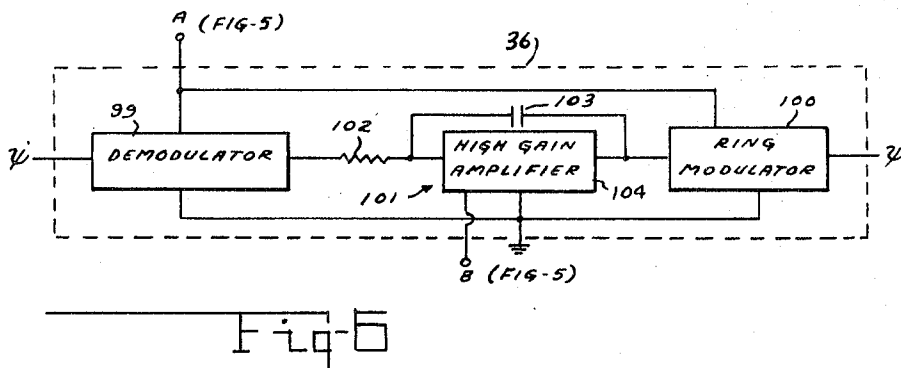 A (FIG-5)
36
99
DEMODULATOR
102
103
HIGH GAIN
AMPLIFIER
101
104
100
RING
MODULATOR
ψ̇
ψ
B (FIG-5)
Fig-6